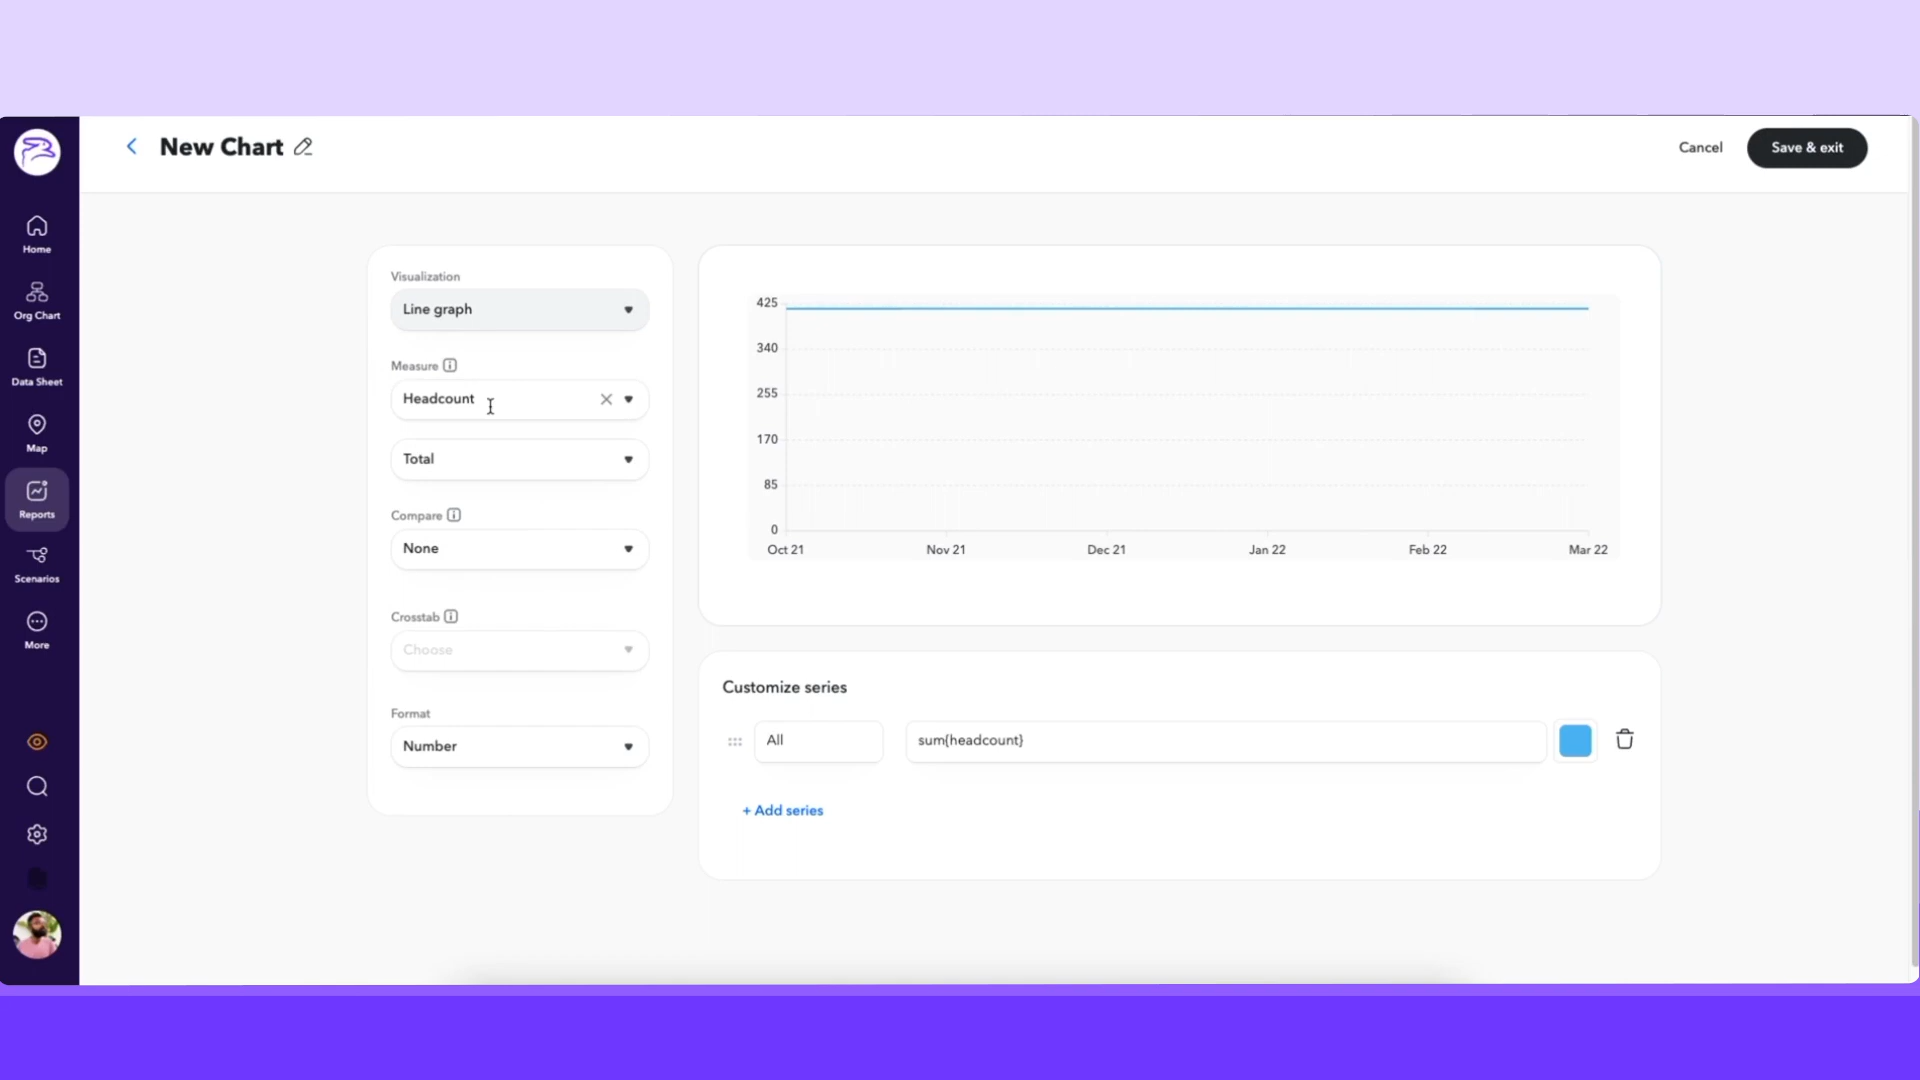 New Chart
Cancel
Save & exit
Home
Org Chart
Data Sheet
Map
Reports
Scenarios
More
Visualization
Line graph
Measure
Headcount
Total
Compare
None
Crosstab
Choose
Format
Number
425
340
255
170
85
0
Oct 21 Nov 21 Dec 21 Jan 22 Feb 22 Mar 22
Customize series
All sum{headcount}
+ Add series